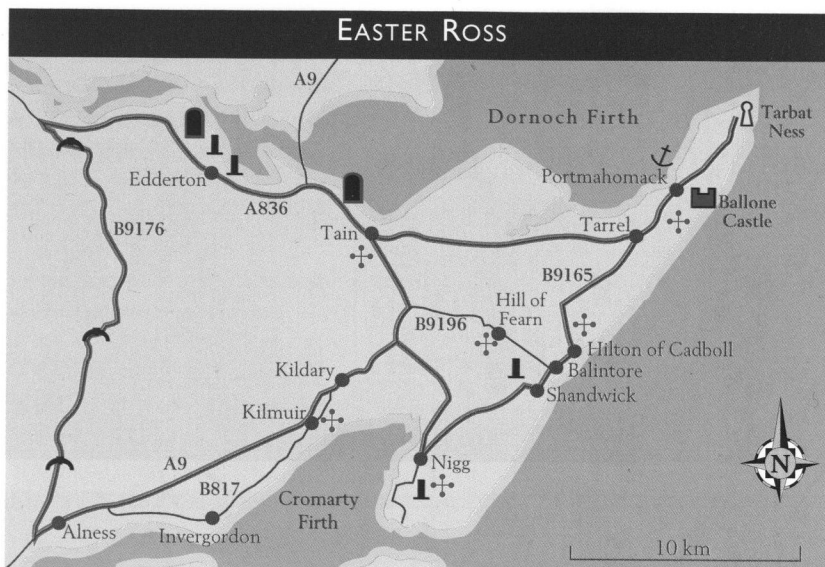 EASTER ROSS
A9
Dornoch Firth
Tarbat
Ness
Portmahomack
Edderton
Ballone
Castle
A836
B9176
Tain
Tarrel
B9165
Hill of
Fearn
B9196
Hilton of Cadboll
Kildary
Balintore
Shandwick
Kilmuir
Nigg
A9
N
B817
Cromarty
Firth
Alness
Invergordon
10 km